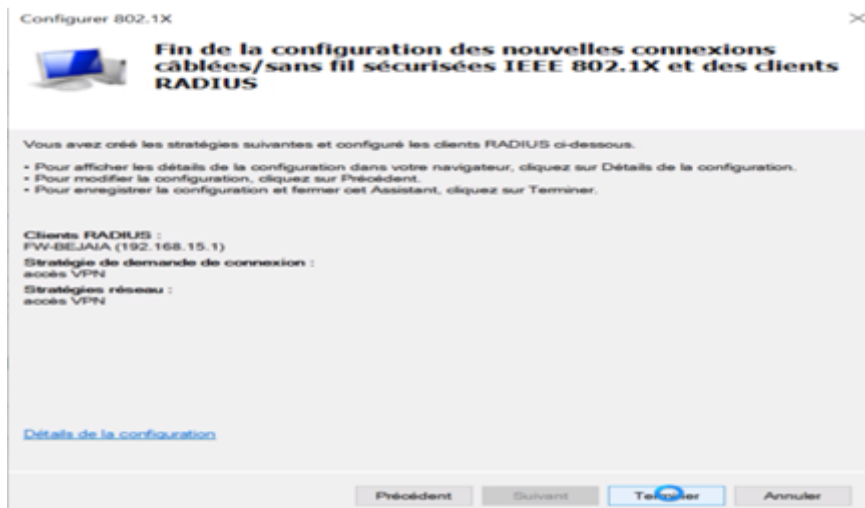 Configurer 802.1X
Fin de la configuration des nouvelles connexions
câblées/sans fil sécurisées IEEE 802.1X et des clients
RADIUS
Vous avez créé les stratégies suivantes et configuré les clients RADIUS ci-dessous.
• Pour afficher les détails de la configuration dans votre navigateur, cliquez sur Détails de la configuration.
• Pour modifier la configuration, cliquez sur Précédent.
• Pour enregistrer la configuration et fermer cet Assistant, cliquez sur Terminer.
Clients RADIUS :
FW-BEJAIA (192.168.15.1)
Stratégie de demande de connexion :
accès VPN
Stratégies réseau :
accès VPN
Détails de la configuration
Précédent Suivant Terminer Annuler